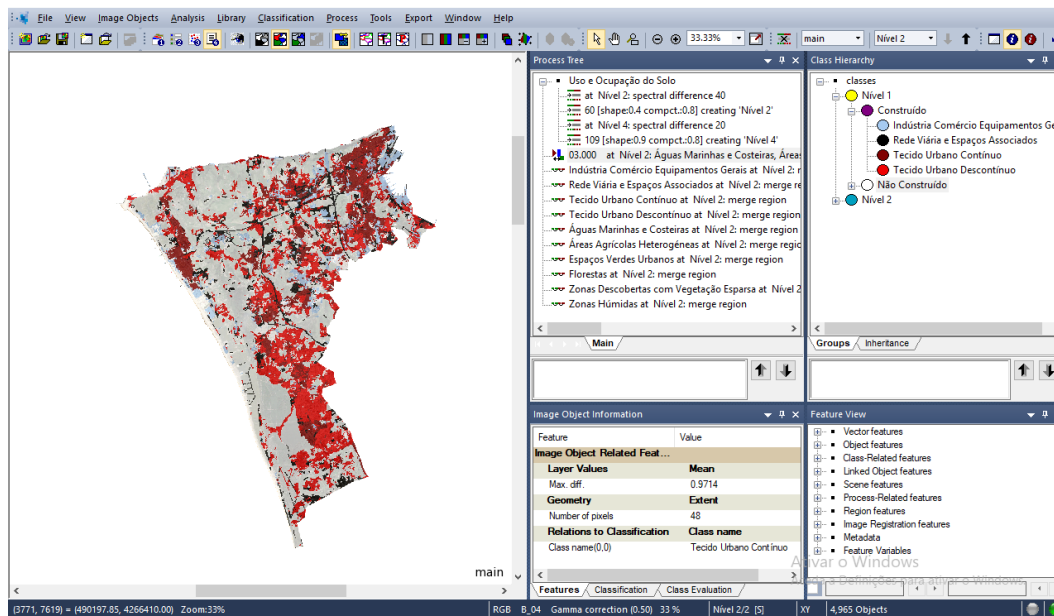 File View Image Objects Analysis Library Classification Process Tools Export Window Help
33.33% main Nível 2
Process Tree
Uso e Ocupação do Solo
at Nível 2: spectral difference 40
60 [shape:0.4 compct.:0.8] creating 'Nível 2'
at Nível 4: spectral difference 20
109 [shape:0.9 compct.:0.8] creating 'Nível 4'
03.000 at Nível 2: Águas Marinhas e Costeiras, Áreas
Indústria Comércio Equipamentos Gerais at Nível 2: r
Rede Viária e Espaços Associados at Nível 2: merge re
Tecido Urbano Contínuo at Nível 2: merge region
Tecido Urbano Descontínuo at Nível 2: merge region
Águas Marinhas e Costeiras at Nível 2: merge region
Áreas Agrícolas Heterogéneas at Nível 2: merge regio
Espaços Verdes Urbanos at Nível 2: merge region
Florestas at Nível 2: merge region
Zonas Descobertas com Vegetação Esparsa at Nível 2
Zonas Húmidas at Nível 2: merge region
Main
Class Hierarchy
classes
Nível 1
Construído
Indústria Comércio Equipamentos Ge
Rede Viária e Espaços Associados
Tecido Urbano Contínuo
Tecido Urbano Descontínuo
Não Construído
Nível 2
Groups Inheritance
Image Object Information
Feature Value
Image Object Related Feat...
Layer Values Mean
Max. diff. 0.9714
Geometry Extent
Number of pixels 48
Relations to Classification Class name
Class name(0,0) Tecido Urbano Contínuo
Features Classification Class Evaluation
Feature View
Vector features
Object features
Class-Related features
Linked Object features
Scene features
Process-Related features
Region features
Image Registration features
Metadata
Feature Variables
main
Ativar o Windows
a Definições para ativar o Windows.
(3771, 7619) = (490197.85, 4266410.00) Zoom:33%
RGB B_04 Gamma correction (0.50) 33 % Nível 2/2 [S] XY 4,965 Objects